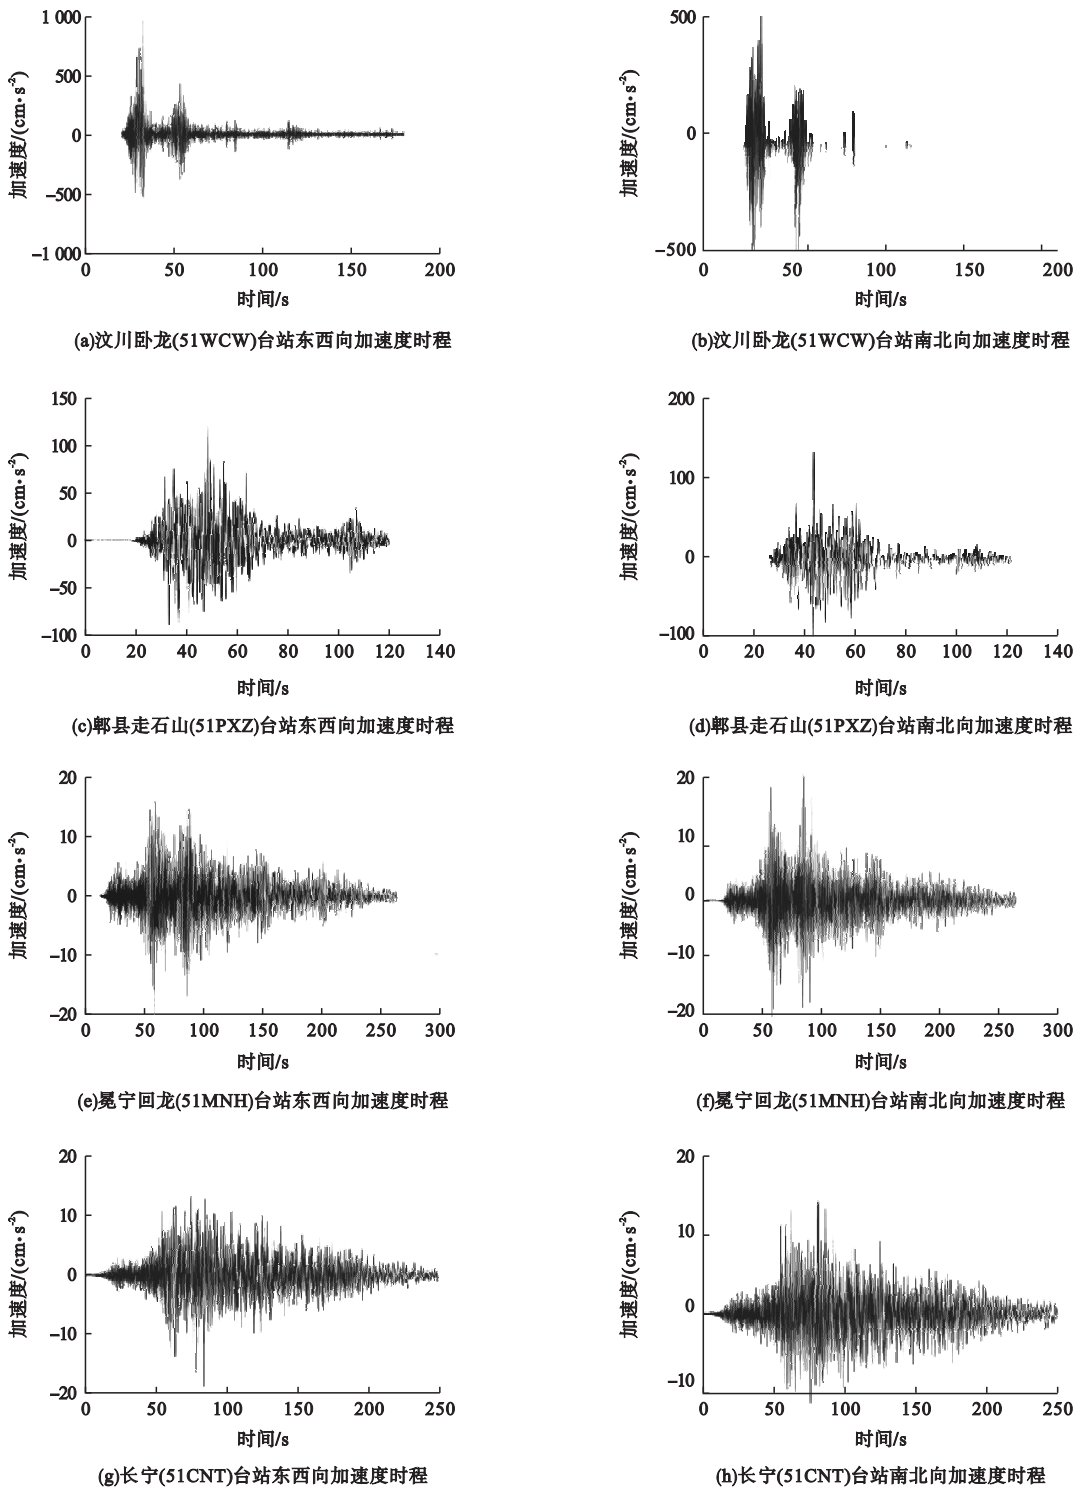 1 000
500
0
−500
−1 000
加速度/(cm·s⁻²)
0 50 100 150 200
时间/s
(a)汶川卧龙(51WCW)台站东西向加速度时程
500
0
−500
加速度/(cm·s⁻²)
0 50 100 150 200
时间/s
(b)汶川卧龙(51WCW)台站南北向加速度时程
150
100
50
0
−50
−100
加速度/(cm·s⁻²)
0 20 40 60 80 100 120 140
时间/s
(c)郫县走石山(51PXZ)台站东西向加速度时程
200
100
0
−100
加速度/(cm·s⁻²)
0 20 40 60 80 100 120 140
时间/s
(d)郫县走石山(51PXZ)台站南北向加速度时程
20
10
0
−10
−20
加速度/(cm·s⁻²)
0 50 100 150 200 250 300
时间/s
(e)冕宁回龙(51MNH)台站东西向加速度时程
20
10
0
−10
−20
加速度/(cm·s⁻²)
0 50 100 150 200 250 300
时间/s
(f)冕宁回龙(51MNH)台站南北向加速度时程
20
10
0
−10
−20
加速度/(cm·s⁻²)
0 50 100 150 200 250
时间/s
(g)长宁(51CNT)台站东西向加速度时程
20
10
0
−10
加速度/(cm·s⁻²)
0 50 100 150 200 250
时间/s
(h)长宁(51CNT)台站南北向加速度时程